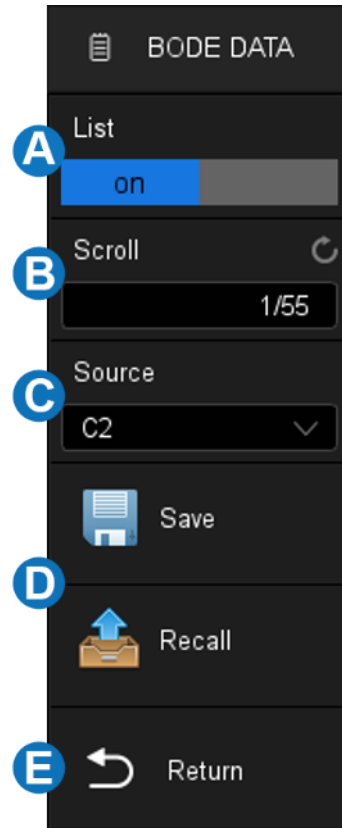 BODE DATA
List
A
on
Scroll
B
1/55
Source
C
C2
Save
D
Recall
E
Return